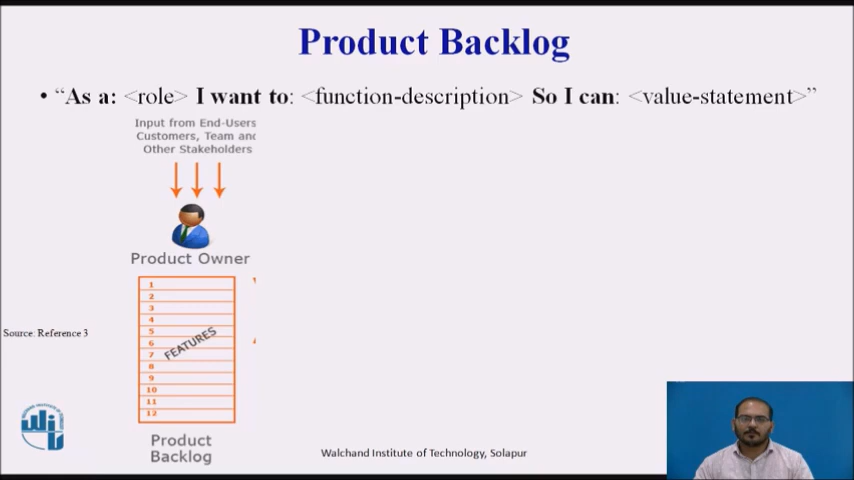 Product Backlog
• “As a: <role> I want to: <function-description> So I can: <value-statement>”
Input from End-Users
Customers, Team and
Other Stakeholders
Product Owner
1
2
3
4
5
6
7
8
9
10
11
12
FEATURES
Source: Reference 3
Product
Backlog
Walchand Institute of Technology, Solapur